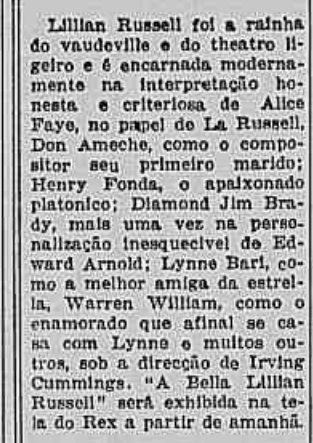 Lillian Russell foi a rainha
do vaudeville e do theatro li-
geiro e é encarnada moderna-
mente na interpretação ho-
nesta e criteriosa de Alice
Faye, no papel de La Russell,
Don Ameche, como o compo-
sitor seu primeiro marido;
Henry Fonda, o apaixonado
platonico; Diamond Jim Bra-
dy, mais uma vez na perso-
nalização inesquecivel de Ed-
ward Arnold; Lynne Bari, co-
mo a melhor amiga da estrel-
la, Warren William, como o
enamorado que afinal se ca-
sa com Lynne e muitos ou-
tros, sob a direcção de Irving
Cummings. "A Bella Lillian
Russell" será exhibida na te-
la do Rex a partir de amanhã.